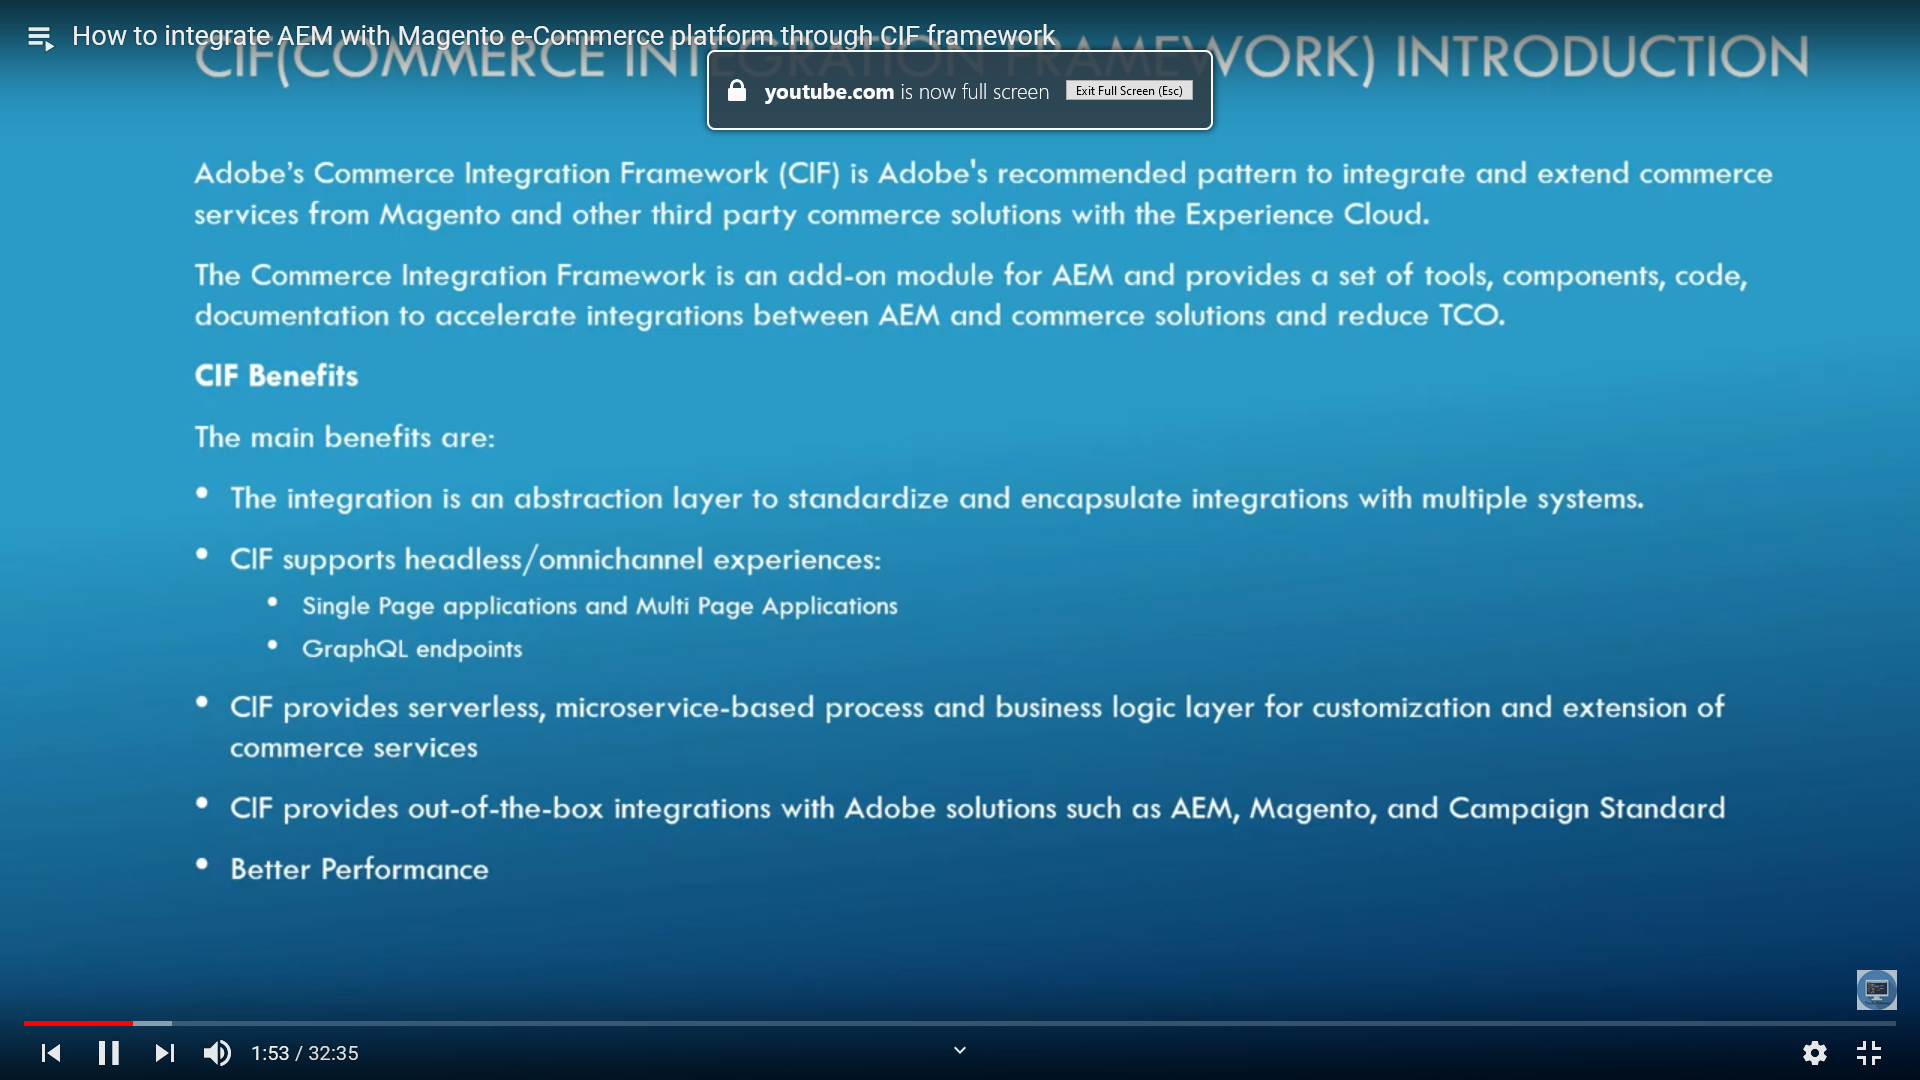 How to integrate AEM with Magento e-Commerce platform through CIF framework
CIF(COMMERCE INTEGRATION FRAMEWORK) INTRODUCTION
youtube.com is now full screen Exit Full Screen (Esc)
Adobe’s Commerce Integration Framework (CIF) is Adobe's recommended pattern to integrate and extend commerce
services from Magento and other third party commerce solutions with the Experience Cloud.
The Commerce Integration Framework is an add-on module for AEM and provides a set of tools, components, code,
documentation to accelerate integrations between AEM and commerce solutions and reduce TCO.
CIF Benefits
The main benefits are:
• The integration is an abstraction layer to standardize and encapsulate integrations with multiple systems.
• CIF supports headless/omnichannel experiences:
• Single Page applications and Multi Page Applications
• GraphQL endpoints
• CIF provides serverless, microservice-based process and business logic layer for customization and extension of
commerce services
• CIF provides out-of-the-box integrations with Adobe solutions such as AEM, Magento, and Campaign Standard
• Better Performance
1:53 / 32:35